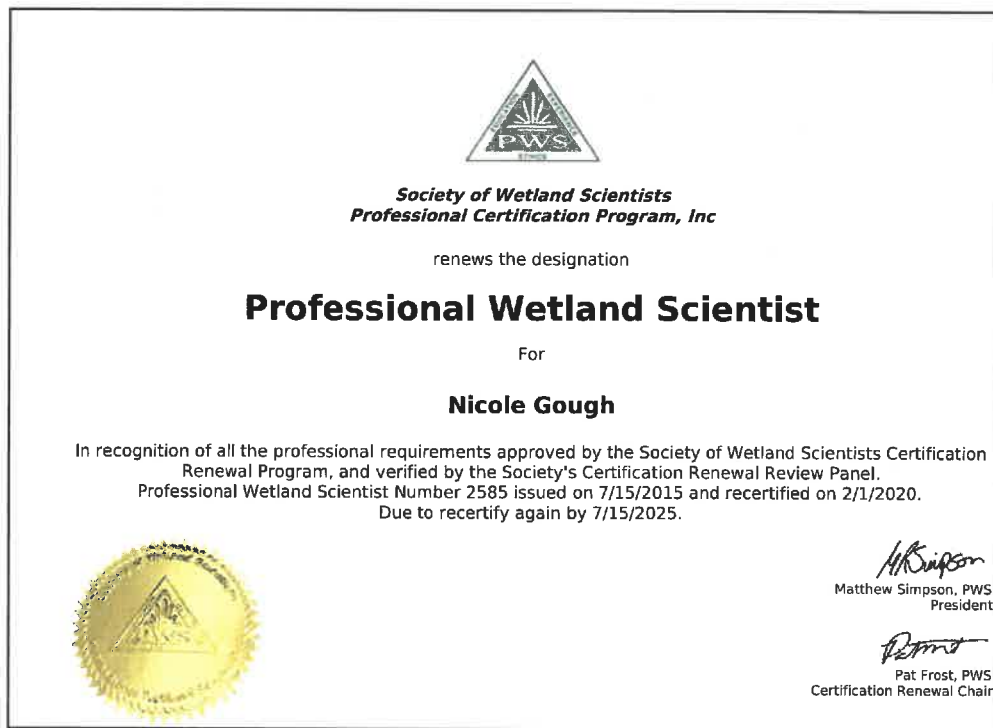 EDUCATION
EXPERIENCE
PWS
ETHICS
Society of Wetland Scientists
Professional Certification Program, Inc
renews the designation
Professional Wetland Scientist
For
Nicole Gough
In recognition of all the professional requirements approved by the Society of Wetland Scientists Certification
Renewal Program, and verified by the Society's Certification Renewal Review Panel.
Professional Wetland Scientist Number 2585 issued on 7/15/2015 and recertified on 2/1/2020.
Due to recertify again by 7/15/2025.
Matthew Simpson, PWS
President
Pat Frost, PWS
Certification Renewal Chair